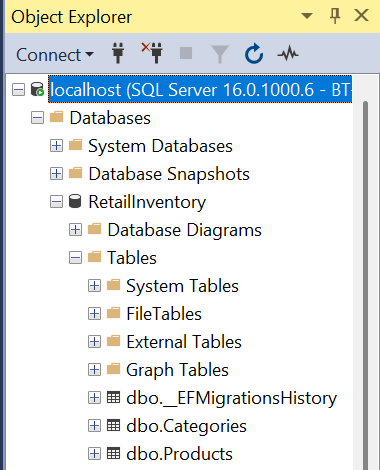 Object Explorer
Connect
localhost (SQL Server 16.0.1000.6 - BT-
Databases
System Databases
Database Snapshots
RetailInventory
Database Diagrams
Tables
System Tables
FileTables
External Tables
Graph Tables
dbo.__EFMigrationsHistory
dbo.Categories
dbo.Products